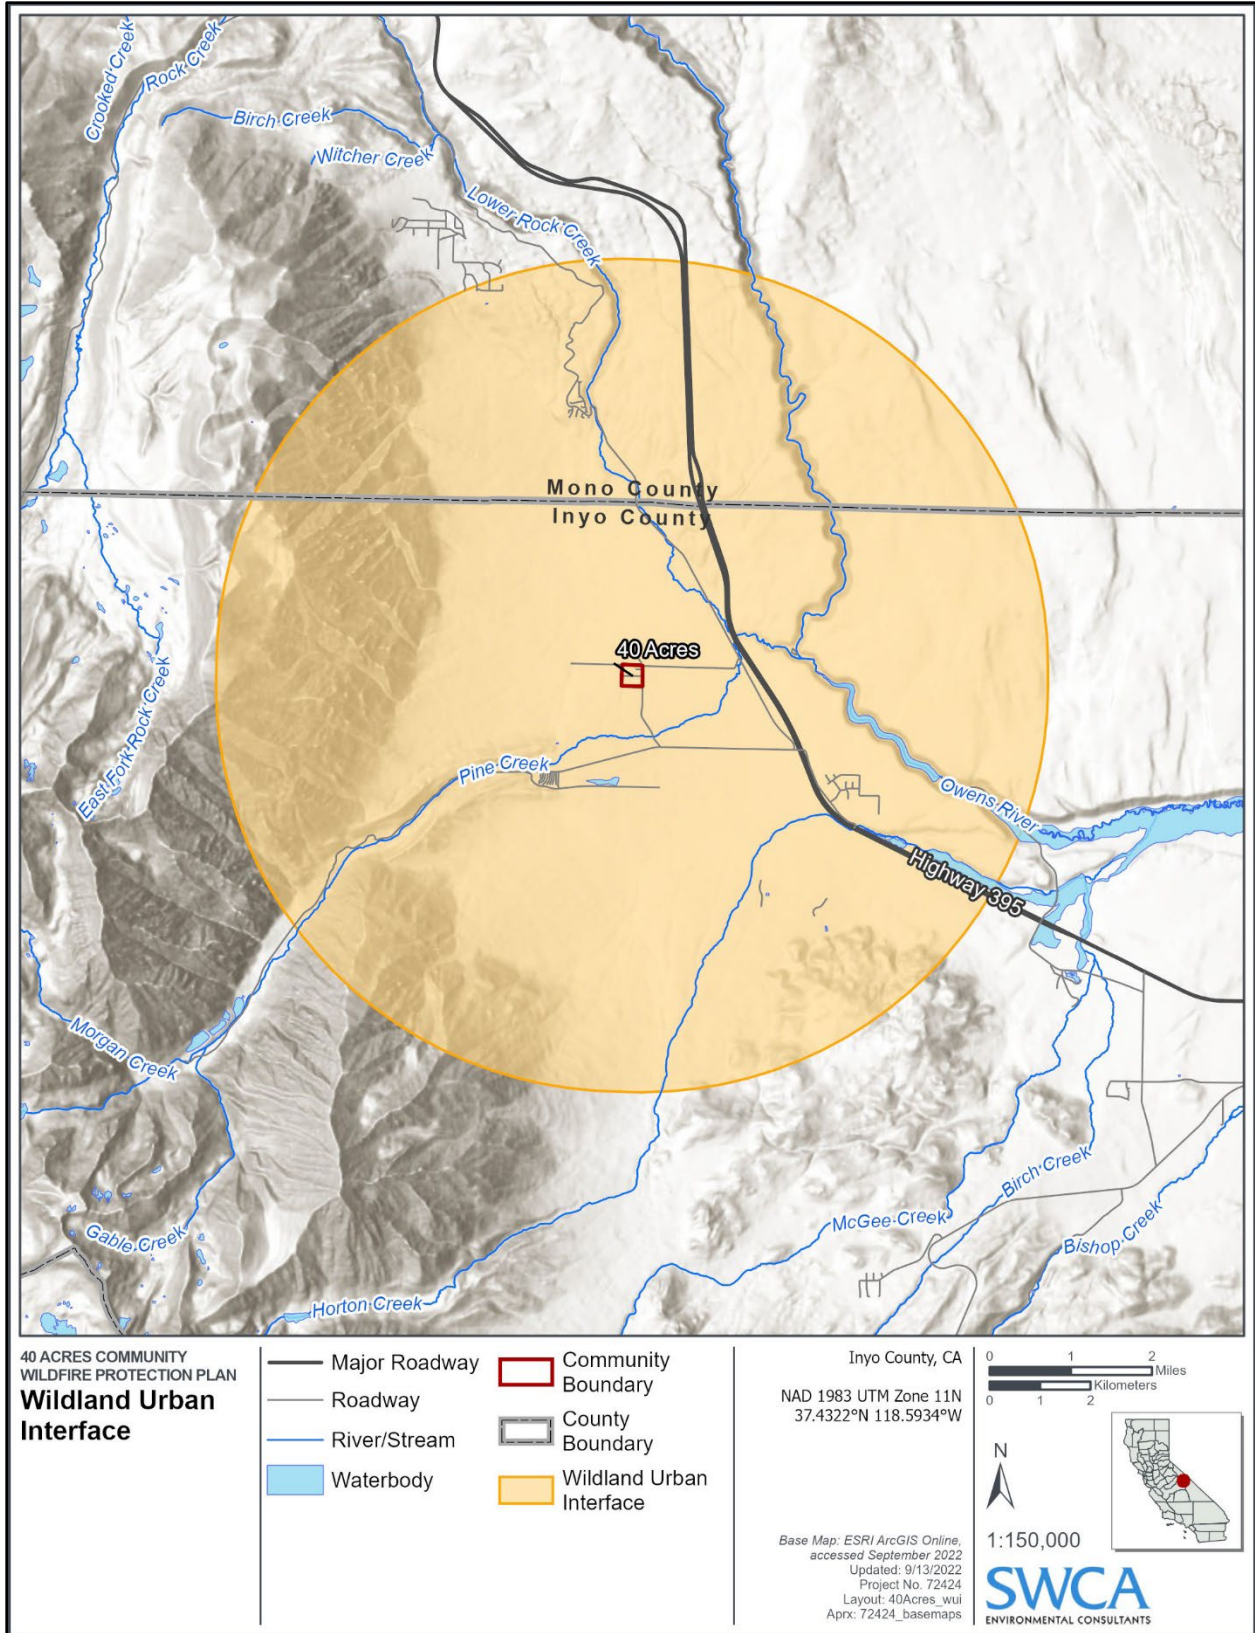 Crooked Creek
Rock Creek
Birch Creek
Witcher Creek
Lower Rock Creek
Mono County
Inyo County
40 Acres
East Fork Rock Creek
Pine Creek
Owens River
Highway 395
Morgan Creek
Gable Creek
Horton Creek
McGee Creek
Birch Creek
Bishop Creek
40 ACRES COMMUNITY
WILDFIRE PROTECTION PLAN
Wildland Urban
Interface
Major Roadway
Roadway
River/Stream
Waterbody
Community
Boundary
County
Boundary
Wildland Urban
Interface
Inyo County, CA
NAD 1983 UTM Zone 11N
37.4322°N 118.5934°W
Base Map: ESRI ArcGIS Online,
accessed September 2022
Updated: 9/13/2022
Project No. 72424
Layout: 40Acres_wui
Aprx: 72424_basemaps
0 1 2
Miles
Kilometers
0 1 2
N
1:150,000
SWCA
ENVIRONMENTAL CONSULTANTS